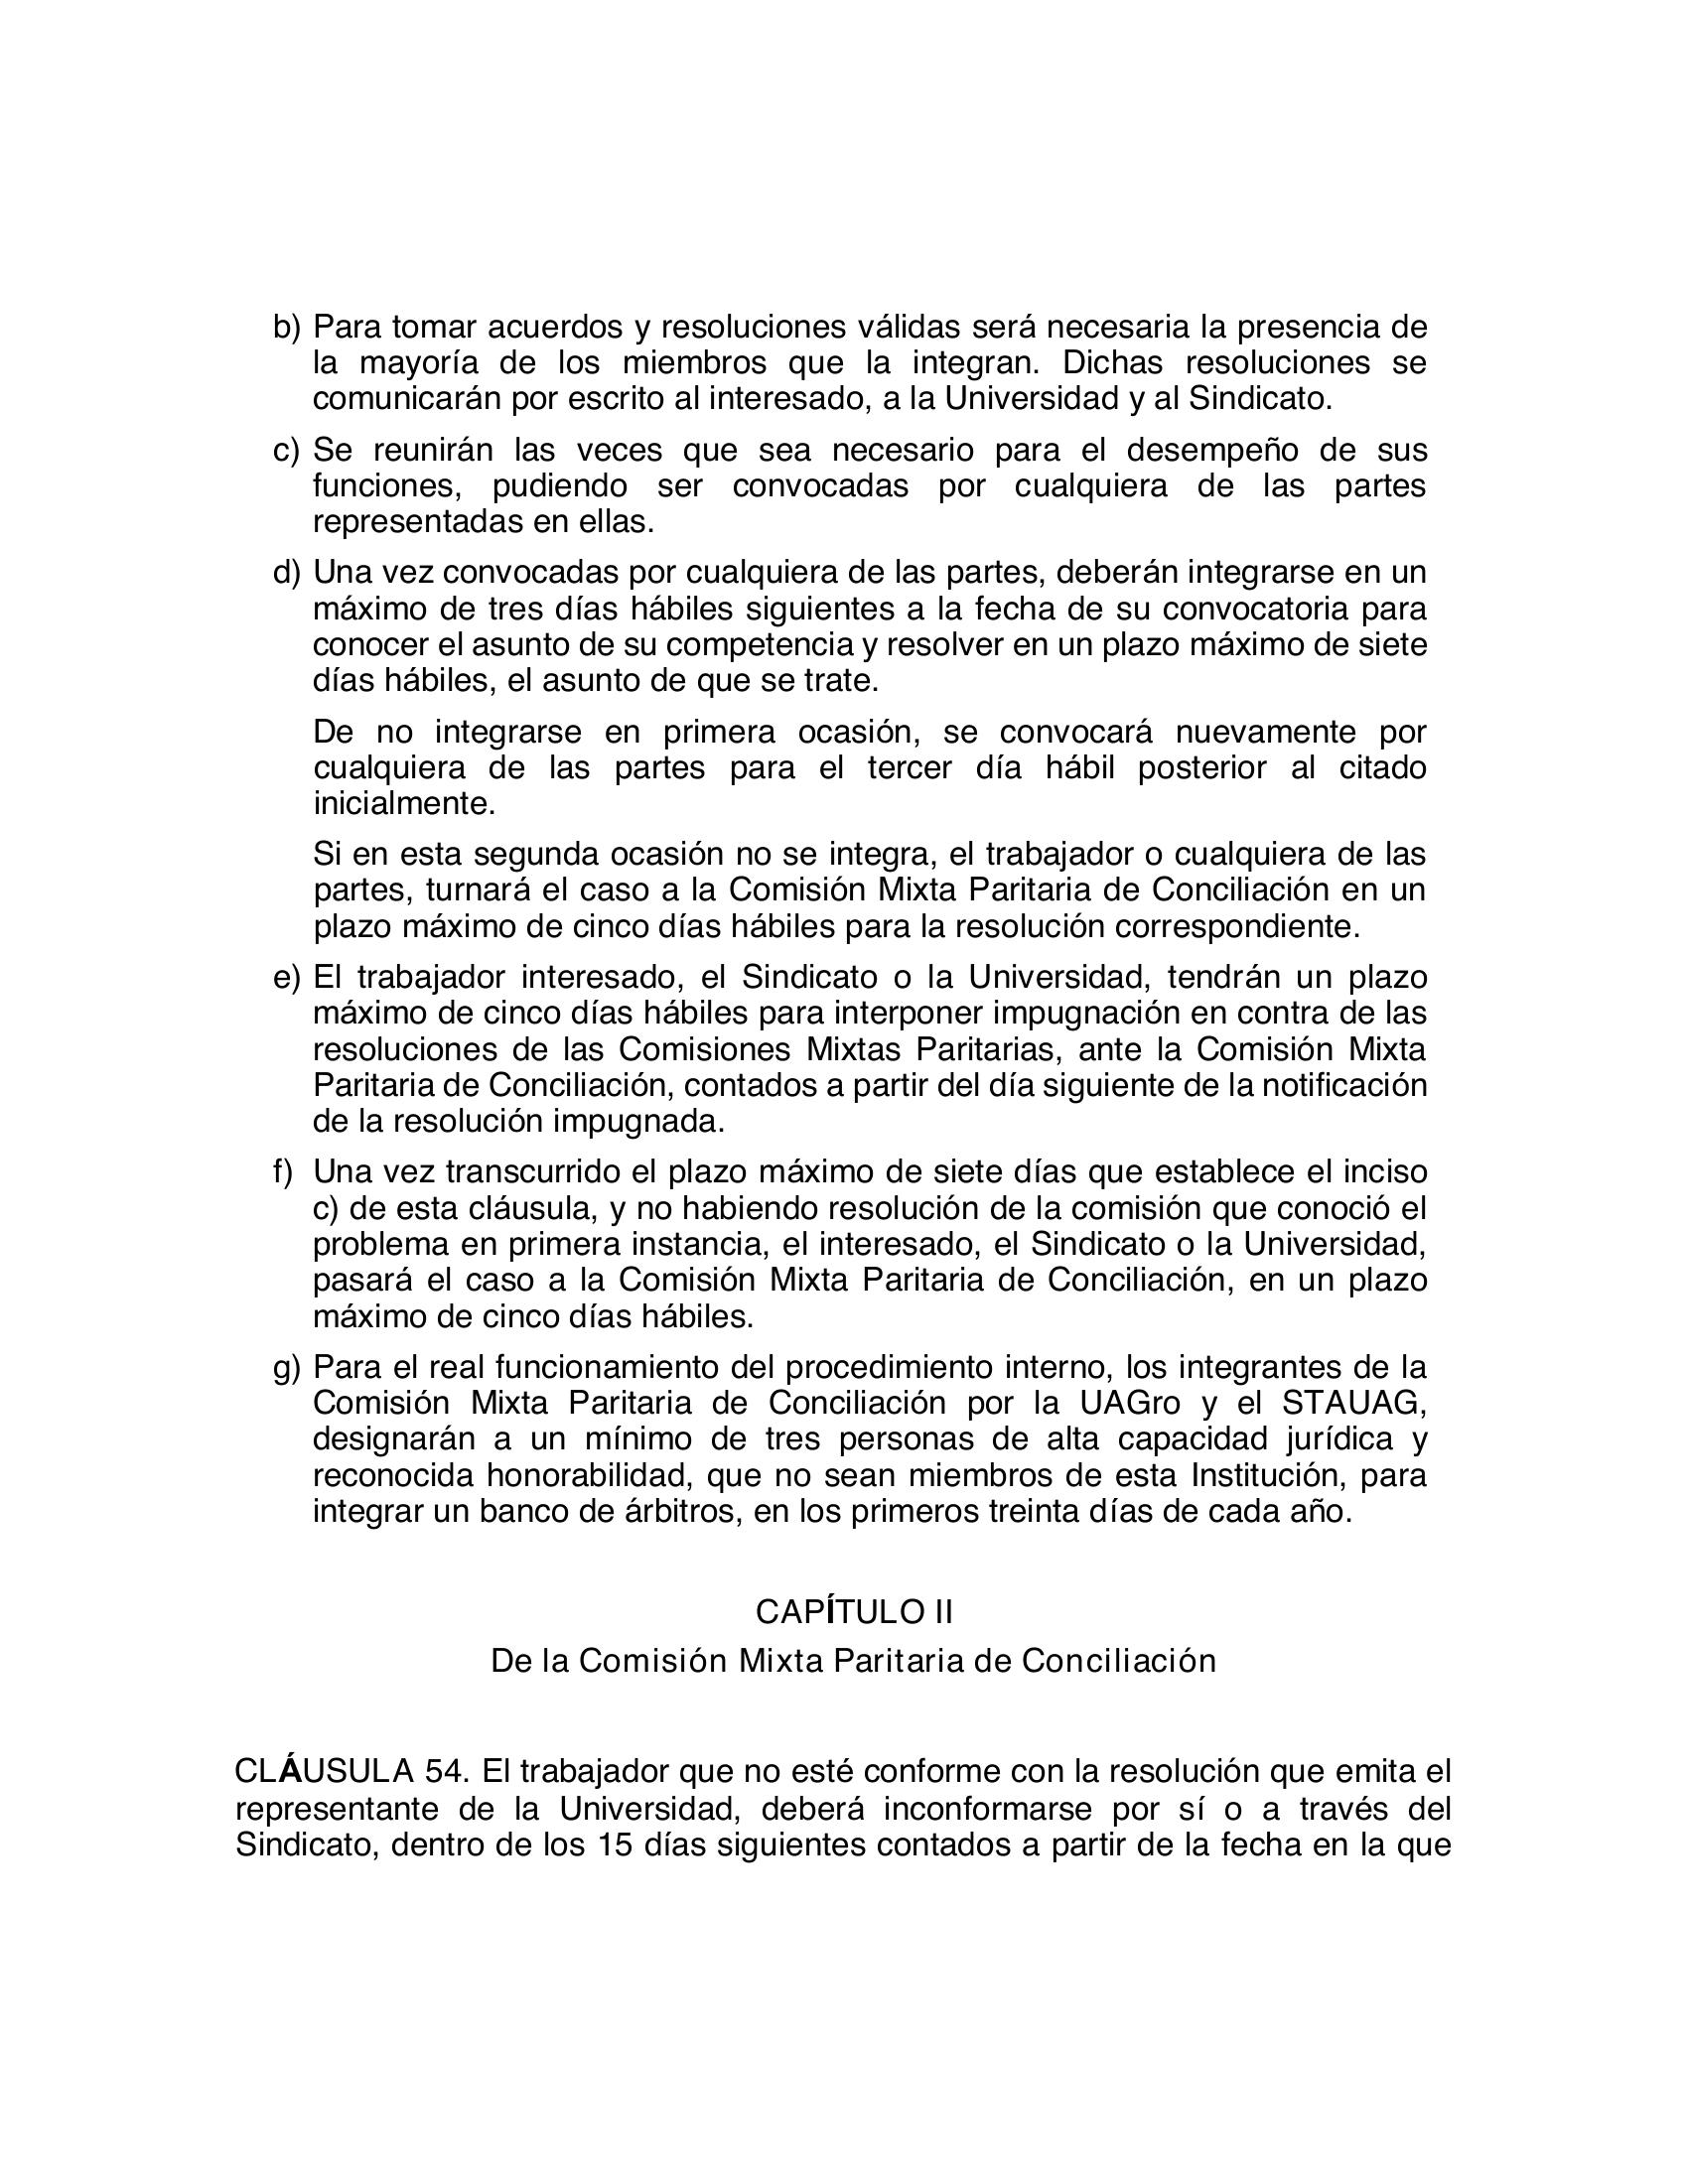 b) Para tomar acuerdos y resoluciones válidas será necesaria la presencia de
la mayoría de los miembros que la integran. Dichas resoluciones se
comunicarán por escrito al interesado, a la Universidad y al Sindicato.
c) Se reunirán las veces que sea necesario para el desempeño de sus
funciones, pudiendo ser convocadas por cualquiera de las partes
representadas en ellas.
d) Una vez convocadas por cualquiera de las partes, deberán integrarse en un
máximo de tres días hábiles siguientes a la fecha de su convocatoria para
conocer el asunto de su competencia y resolver en un plazo máximo de siete
días hábiles, el asunto de que se trate.
De no integrarse en primera ocasión, se convocará nuevamente por
cualquiera de las partes para el tercer día hábil posterior al citado
inicialmente.
Si en esta segunda ocasión no se integra, el trabajador o cualquiera de las
partes, turnará el caso a la Comisión Mixta Paritaria de Conciliación en un
plazo máximo de cinco días hábiles para la resolución correspondiente.
e) El trabajador interesado, el Sindicato o la Universidad, tendrán un plazo
máximo de cinco días hábiles para interponer impugnación en contra de las
resoluciones de las Comisiones Mixtas Paritarias, ante la Comisión Mixta
Paritaria de Conciliación, contados a partir del día siguiente de la notificación
de la resolución impugnada.
f) Una vez transcurrido el plazo máximo de siete días que establece el inciso
c) de esta cláusula, y no habiendo resolución de la comisión que conoció el
problema en primera instancia, el interesado, el Sindicato o la Universidad,
pasará el caso a la Comisión Mixta Paritaria de Conciliación, en un plazo
máximo de cinco días hábiles.
g) Para el real funcionamiento del procedimiento interno, los integrantes de la
Comisión Mixta Paritaria de Conciliación por la UAGro y el STAUAG,
designarán a un mínimo de tres personas de alta capacidad jurídica y
reconocida honorabilidad, que no sean miembros de esta Institución, para
integrar un banco de árbitros, en los primeros treinta días de cada año.
CAPÍTULO II
De la Comisión Mixta Paritaria de Conciliación
CLÁUSULA 54. El trabajador que no esté conforme con la resolución que emita el
representante de la Universidad, deberá inconformarse por sí o a través del
Sindicato, dentro de los 15 días siguientes contados a partir de la fecha en la que